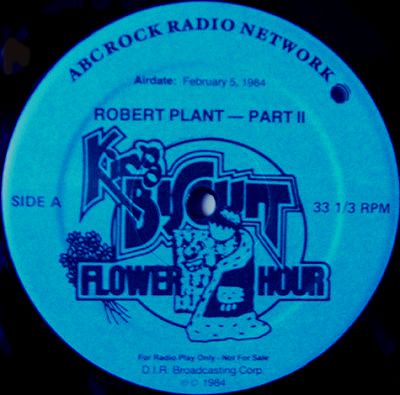 ABC ROCK RADIO NETWORK
Airdate: February 5, 1984
ROBERT PLANT — PART II
King
BISCUIT
SIDE A
33 1/3 RPM
FLOWER HOUR
For Radio Play Only - Not For Sale
D.I.R. Broadcasting Corp.
© ℗ 1984